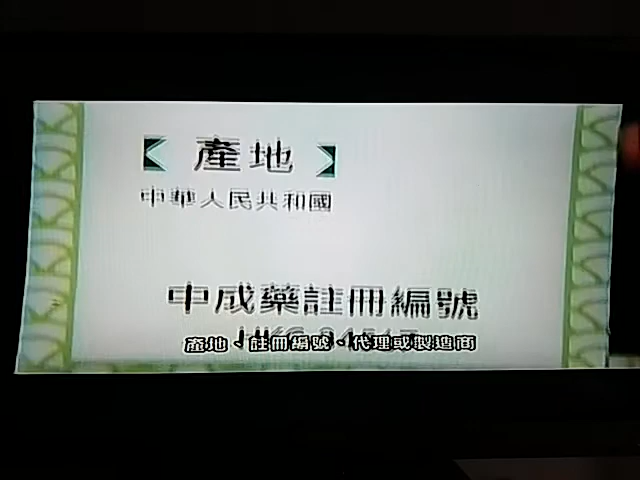 【產地】
中華人民共和國
中成藥註冊編號
產地、註冊編號、代理或製造商